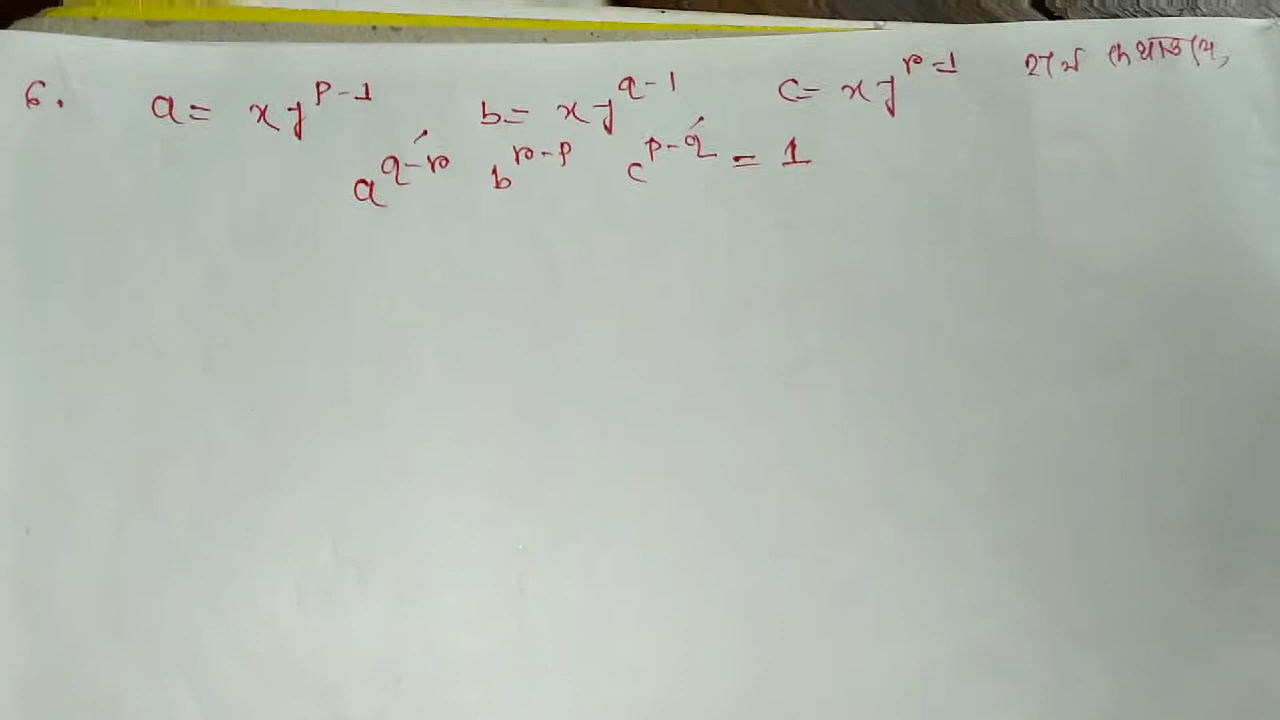 6. a = xy^{p-1} b = xy^{q-1} c = xy^{r-1} হলে দেখাও যে,
a^{q-r} b^{r-p} c^{p-q} = 1